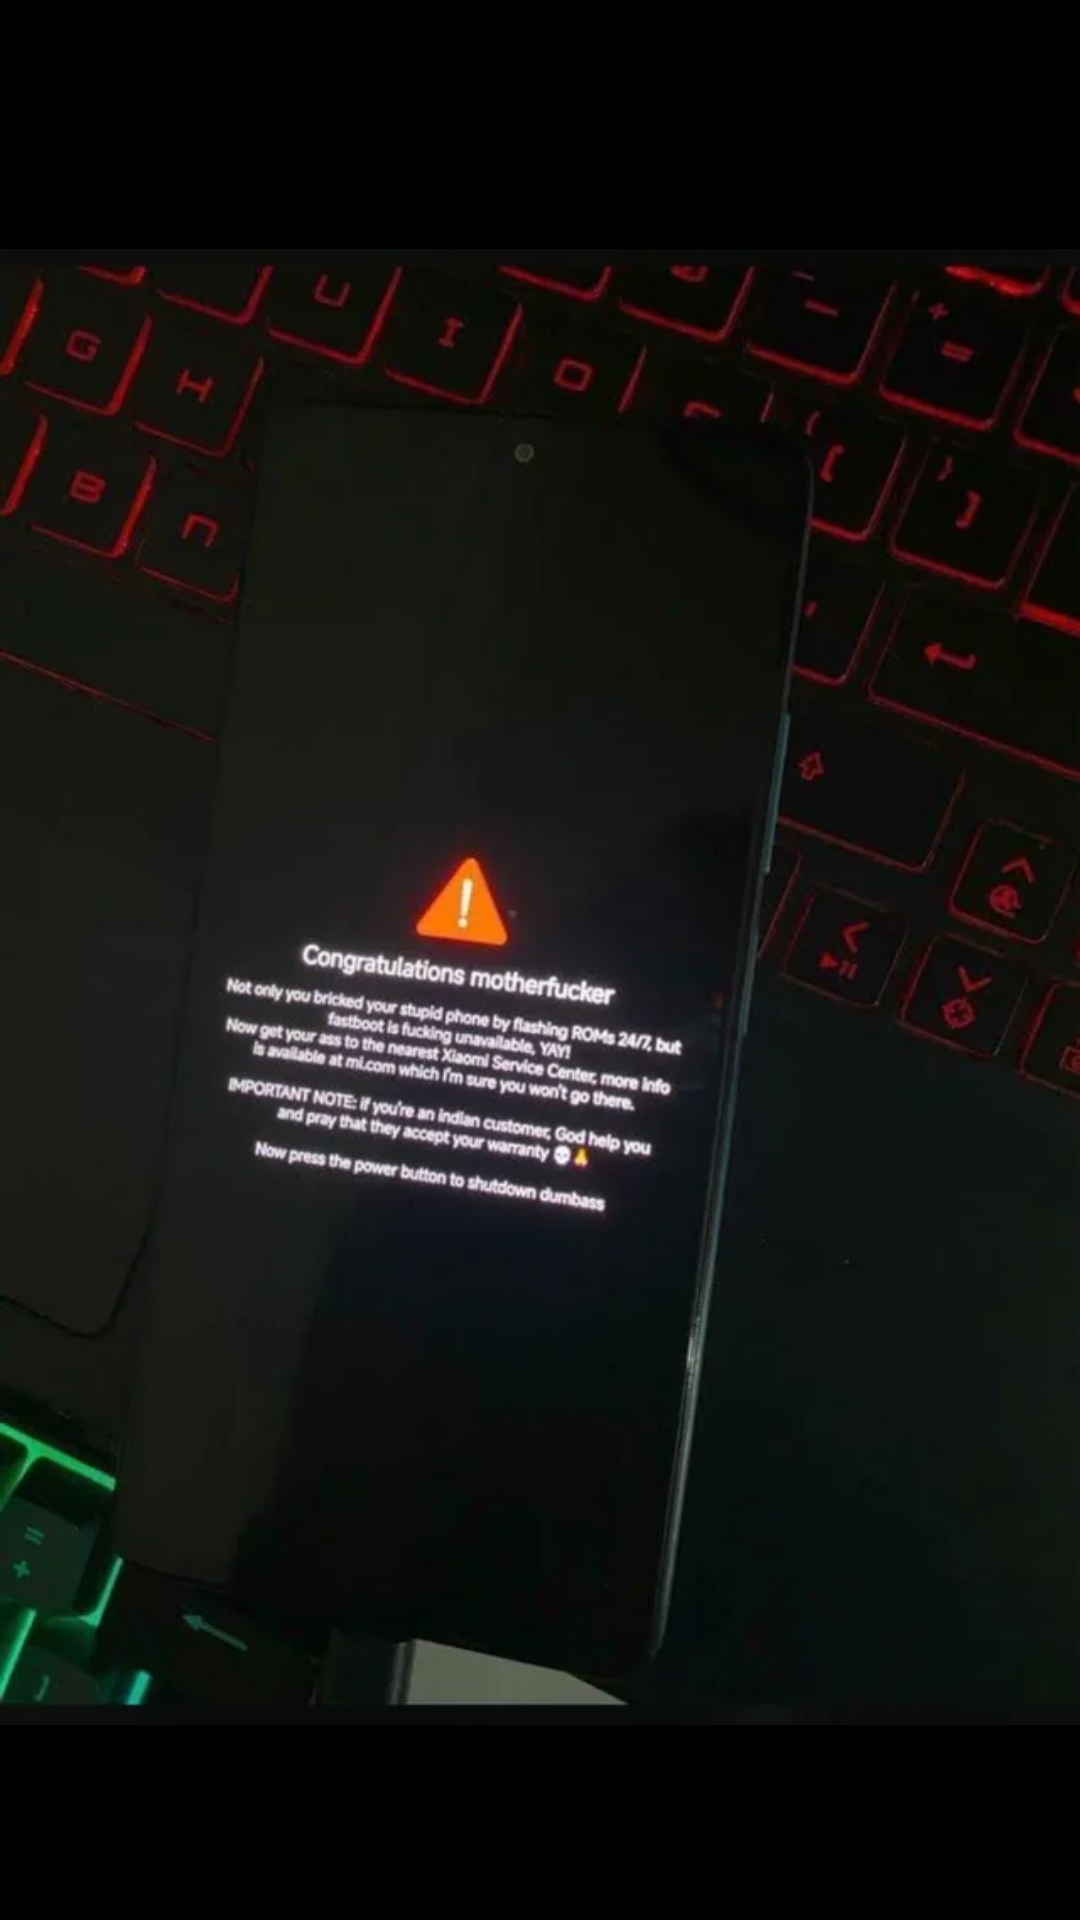 U
I
O
-
+
=
G
H
{
[
}
]
B
n
Congratulations motherfucker
Not only you bricked your stupid phone by flashing ROMs 24/7, but
fastboot is fucking unavailable, YAY!
Now get your ass to the nearest Xiaomi Service Center, more info
is available at mi.com which I'm sure you won't go there.
IMPORTANT NOTE: if you're an Indian customer, God help you
and pray that they accept your warranty 💀🙏
Now press the power button to shutdown dumbass
=
+